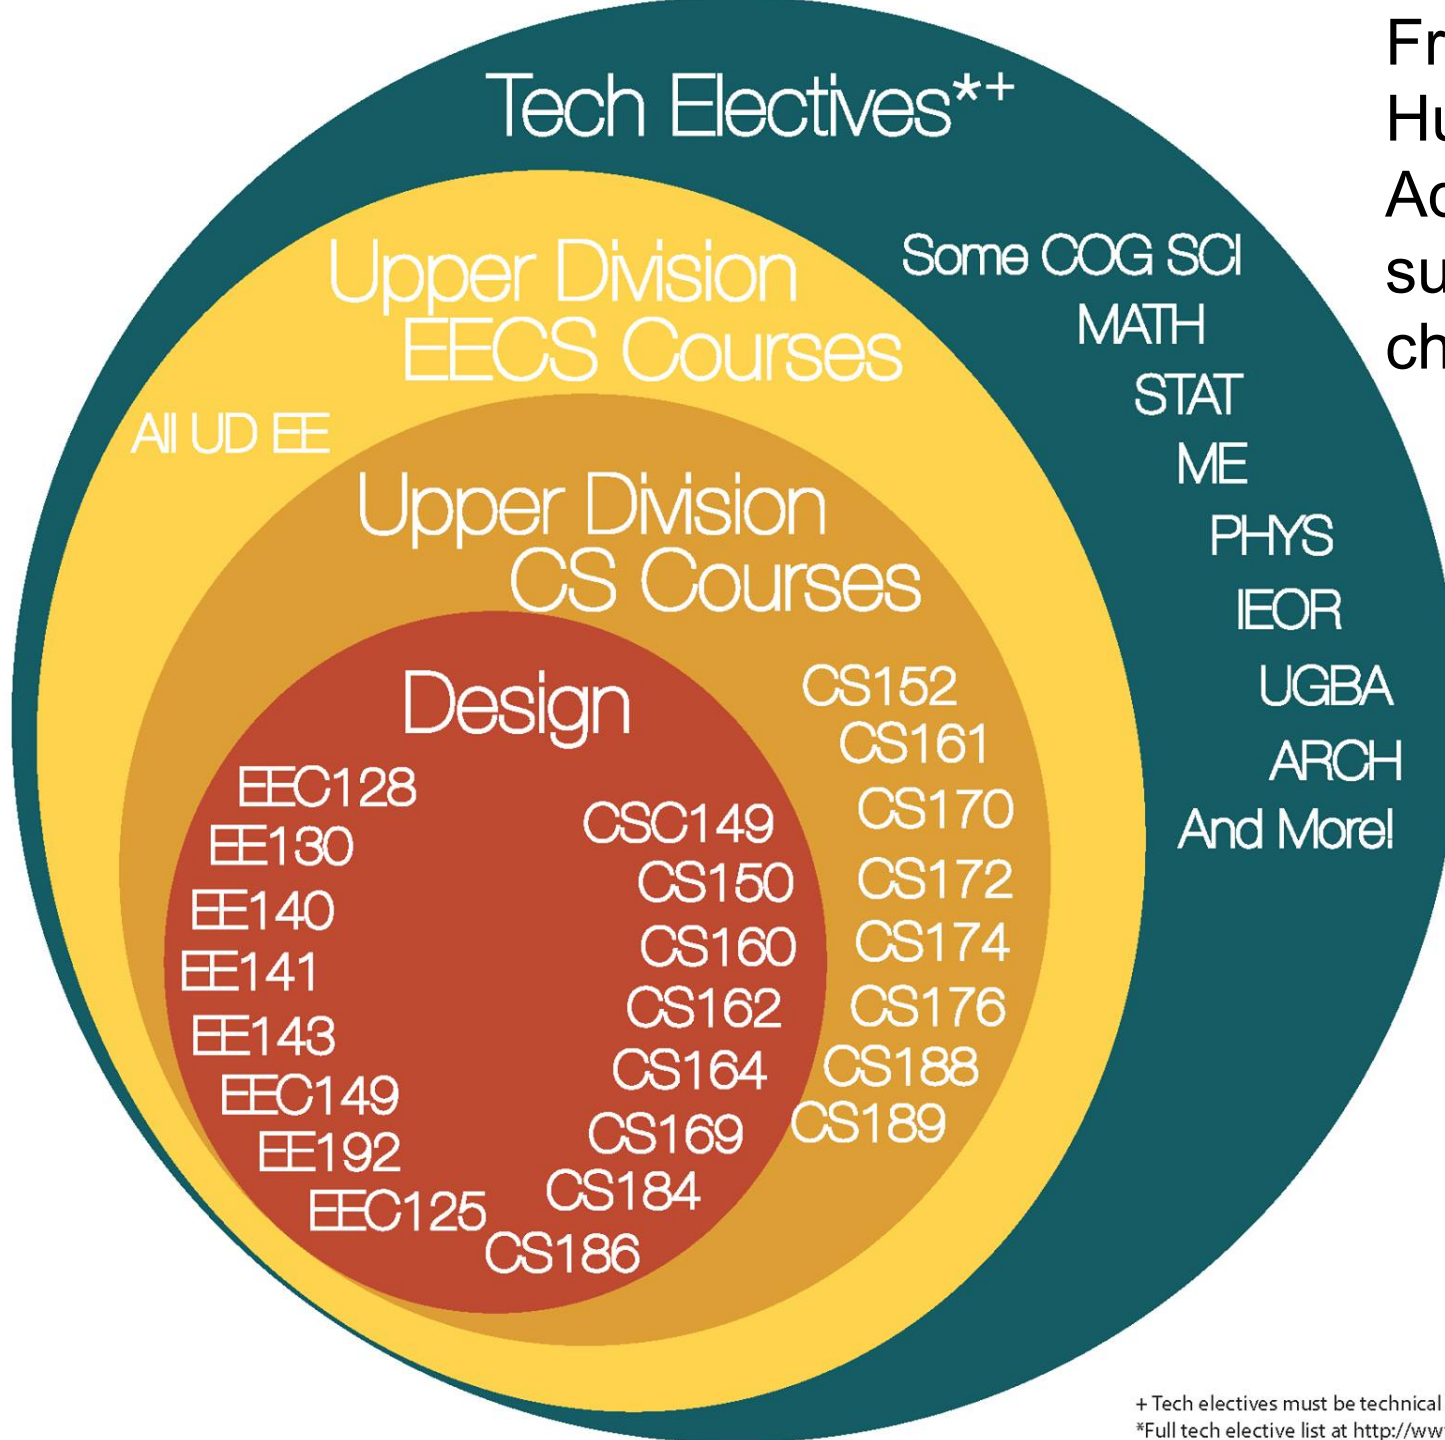 Tech Electives*+
Upper Division
EECS Courses
All UD EE
Upper Division
CS Courses
Design
EEC128
EE130
EE140
EE141
EE143
EEC149
EE192
EEC125
CSC149
CS150
CS160
CS162
CS164
CS169
CS184
CS186
CS152
CS161
CS170
CS172
CS174
CS176
CS188
CS189
Some COG SCI
MATH
STAT
ME
PHYS
IEOR
UGBA
ARCH
And More!
+ Tech electives must be technical
*Full tech elective list at